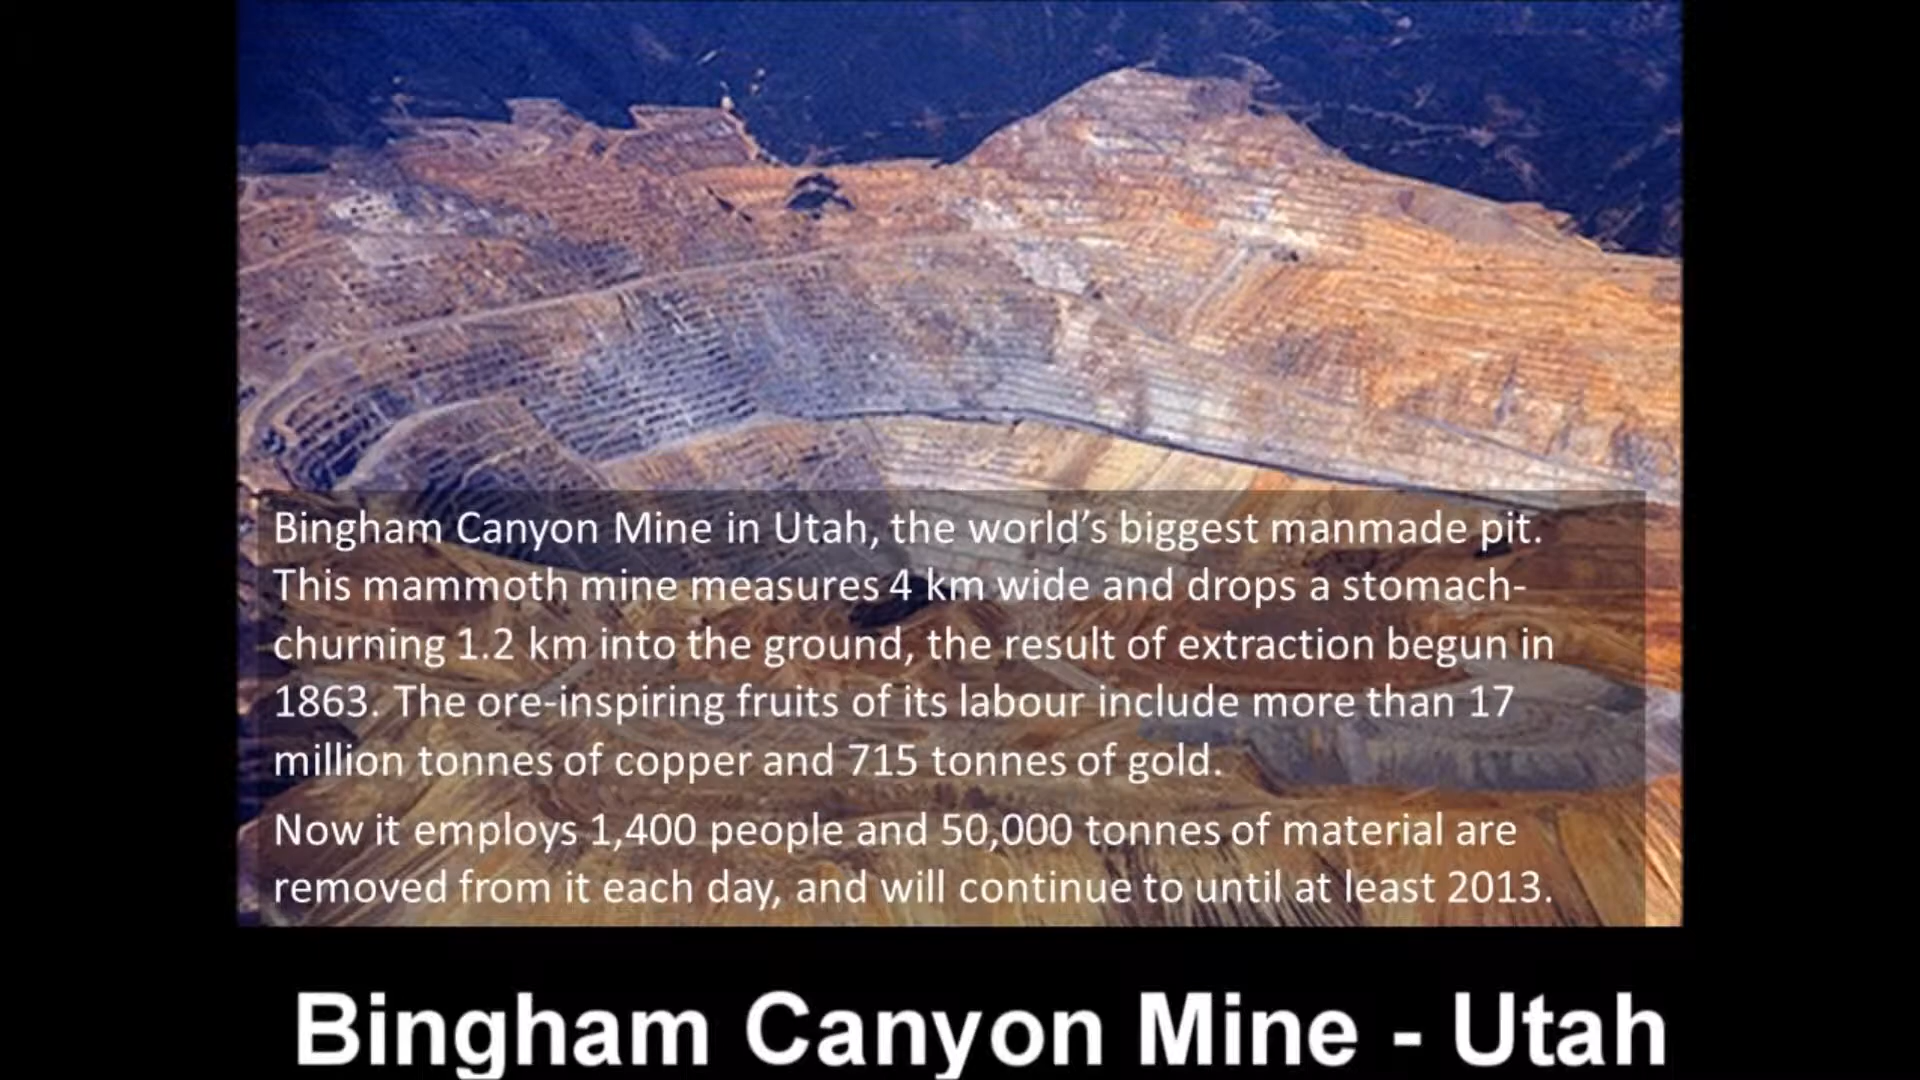 Bingham Canyon Mine in Utah, the world’s biggest manmade pit.
This mammoth mine measures 4 km wide and drops a stomach-
churning 1.2 km into the ground, the result of extraction begun in
1863. The ore-inspiring fruits of its labour include more than 17
million tonnes of copper and 715 tonnes of gold.
Now it employs 1,400 people and 50,000 tonnes of material are
removed from it each day, and will continue to until at least 2013.
Bingham Canyon Mine - Utah